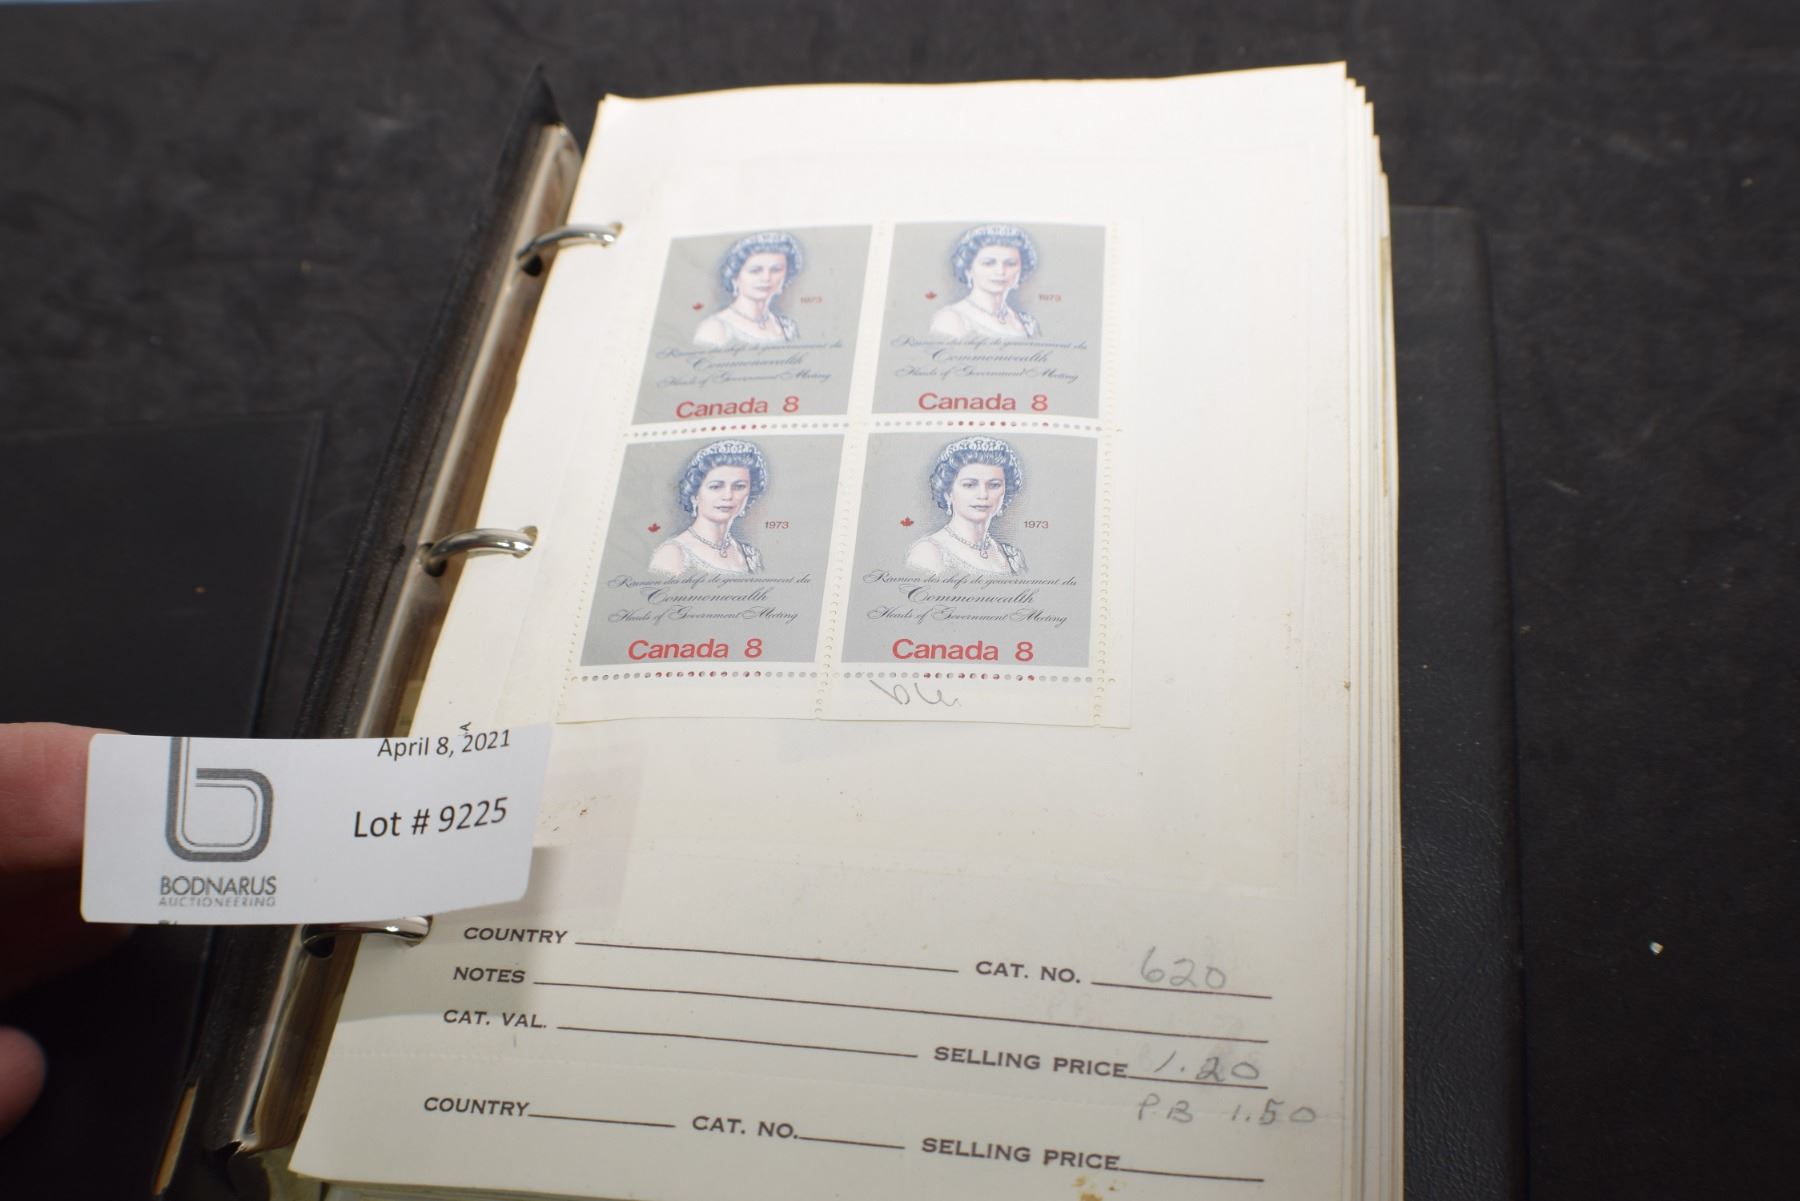 1973
Réunion des chefs de gouvernement du
Commonwealth
Heads of Government Meeting
Canada 8
1973
Réunion des chefs de gouvernement du
Commonwealth
Heads of Government Meeting
Canada 8
1973
Réunion des chefs de gouvernement du
Commonwealth
Heads of Government Meeting
Canada 8
1973
Réunion des chefs de gouvernement du
Commonwealth
Heads of Government Meeting
Canada 8
April 8, 2021
Lot # 9225
BODNARUS
AUCTIONEERING
COUNTRY CAT. NO. 620
NOTES
CAT. VAL. SELLING PRICE 1.20
PB 1.50
COUNTRY CAT. NO. SELLING PRICE